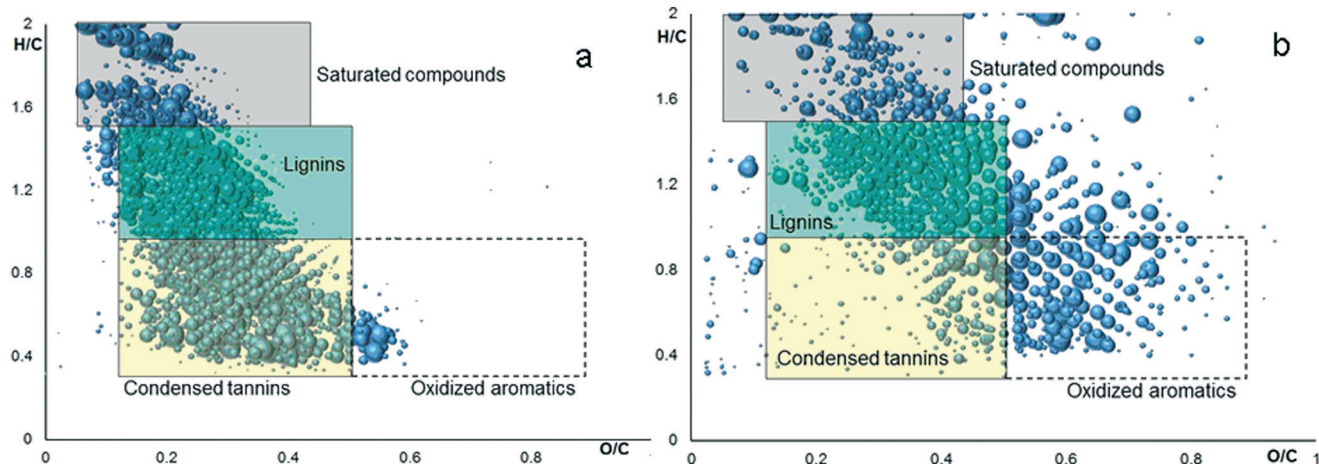 a
2
H/C
1.6
1.2
0.8
0.4
0
Saturated compounds
Lignins
Condensed tannins
Oxidized aromatics
0
0.2
0.4
0.6
0.8
O/C
b
2
H/C
1.6
1.2
0.8
0.4
0
Saturated compounds
Lignins
Condensed tannins
Oxidized aromatics
0
0.2
0.4
0.6
0.8
O/C
1